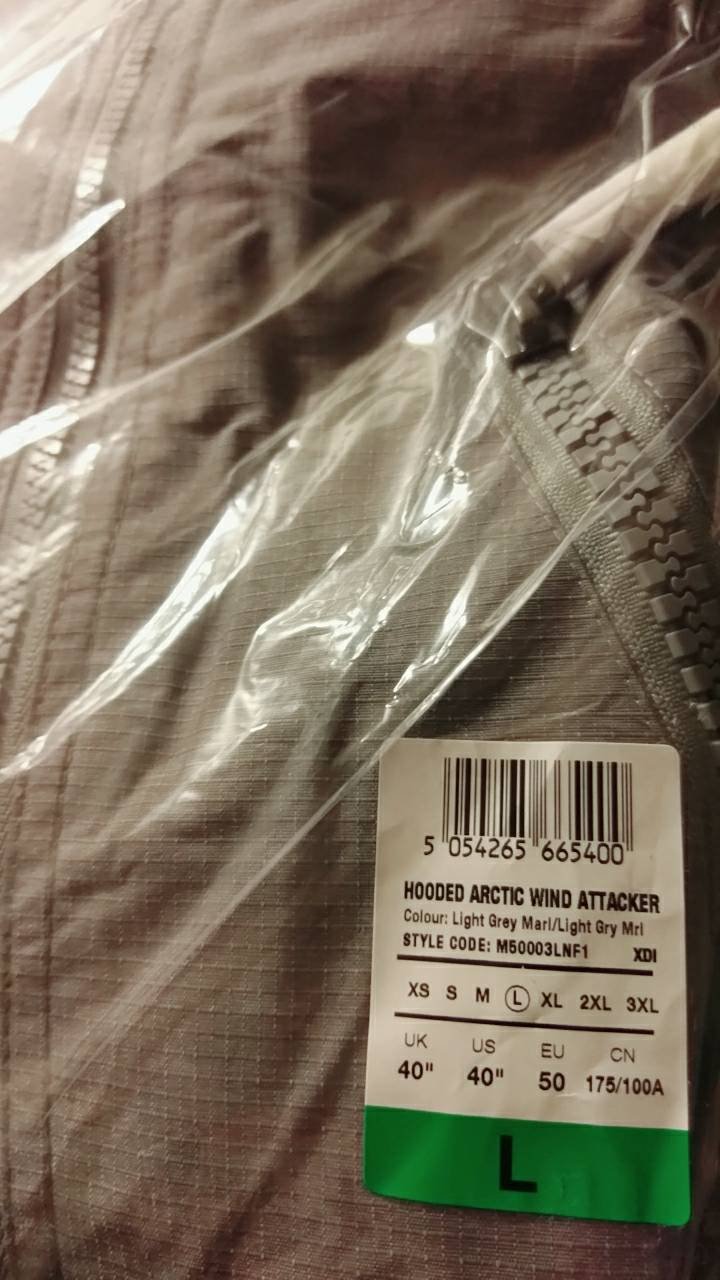 5 054265 665400
HOODED ARCTIC WIND ATTACKER
Colour: Light Grey Marl/Light Gry Mrl
STYLE CODE: M50003LNF1 XDI
XS S M L XL 2XL 3XL
UK US EU CN
40" 40" 50 175/100A
L